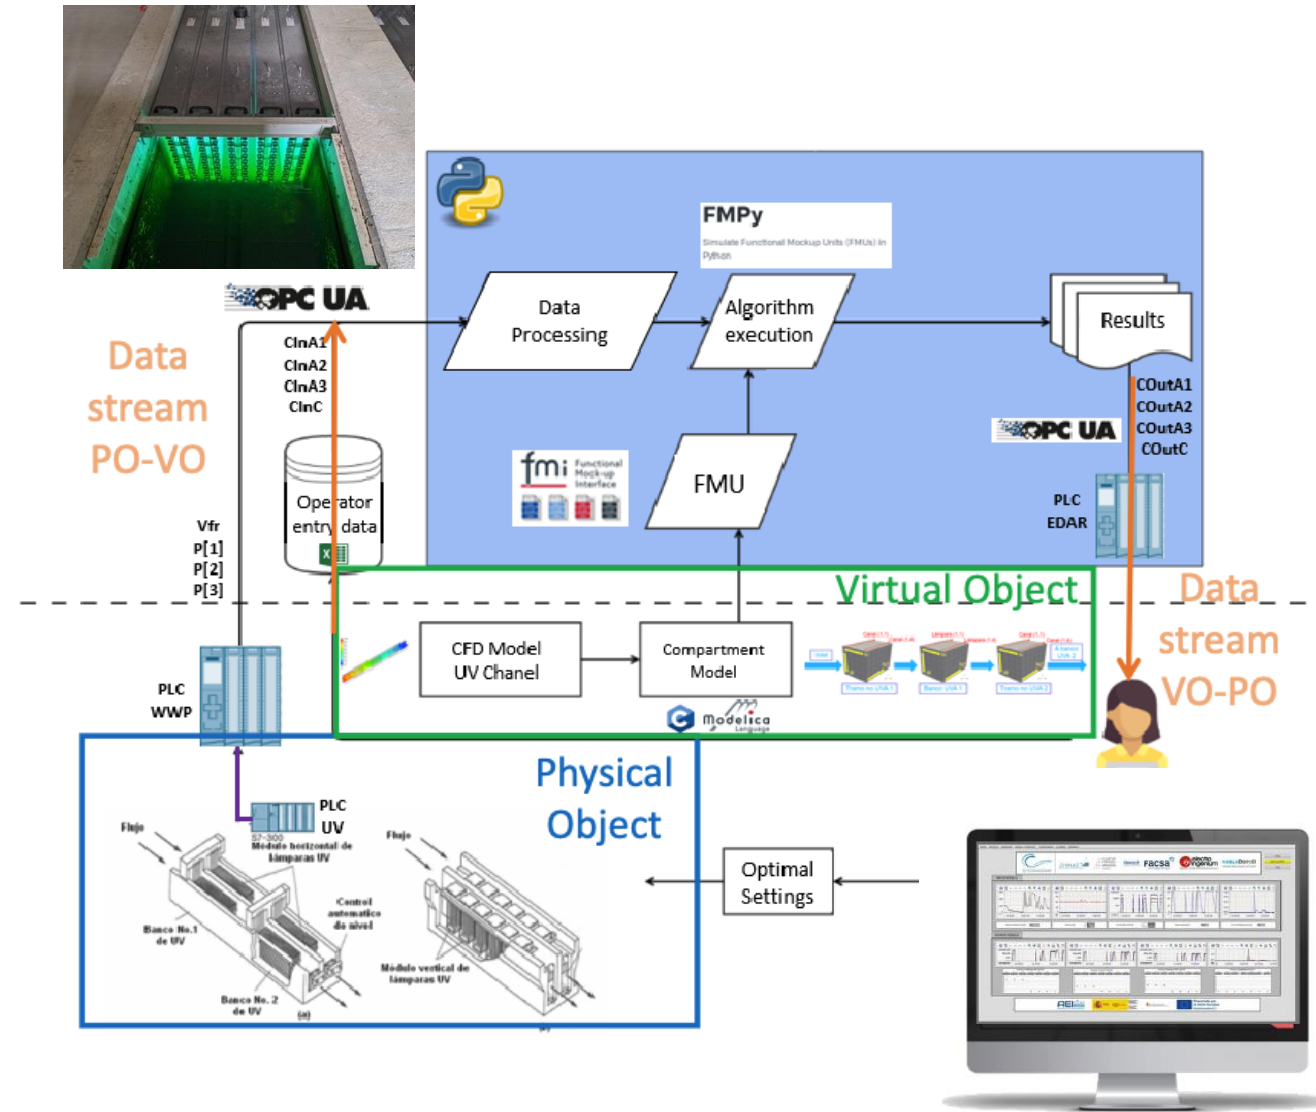 FMPy
Simulate Functional Mockup Units (FMUs) in
Python
OPC UA
Data
Processing
Algorithm
execution
Results
Data
stream
PO-VO
CInA1
CInA2
CInA3
CInC
COutA1
COutA2
COutA3
COutC
OPC UA
fmi Functional
Mock-up
Interface
FMU
Operator
entry data
X
PLC
EDAR
Vfr
P[1]
P[2]
P[3]
Virtual Object
Data
stream
VO-PO
CFD Model
UV Chanel
Compartment
Model
C Modelica
Language
PLC
WWP
Physical
Object
PLC
UV
S7-300
Flujo
Módulo horizontal de
lámparas UV
Control
automatico
de nivel
Banco No.1
de UV
Banco No. 2
de UV
(a)
Flujo
Módulo vertical de
lámparas UV
Optimal
Settings
Facsa
electro
ingenium
AEI